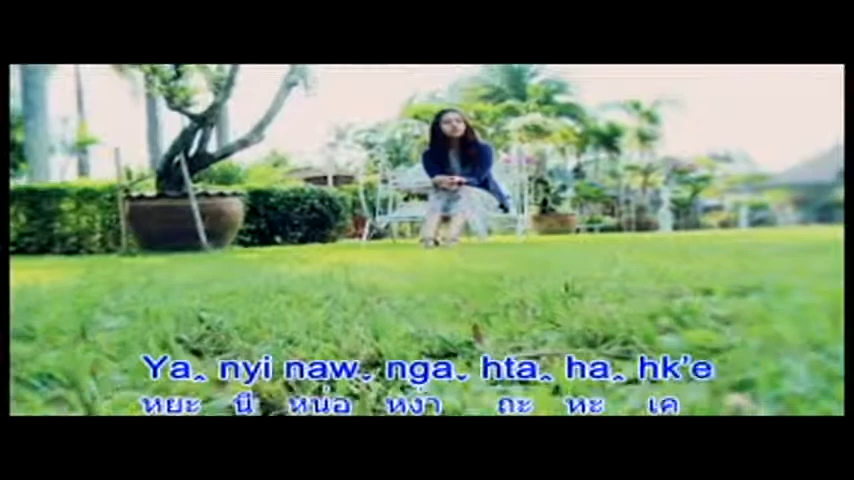 Ya‸ nyi naw⌄ nga⌄ hta‸ ha‸ hk'e
หยะ นี หน่อ หง่า ถะ หะ เค